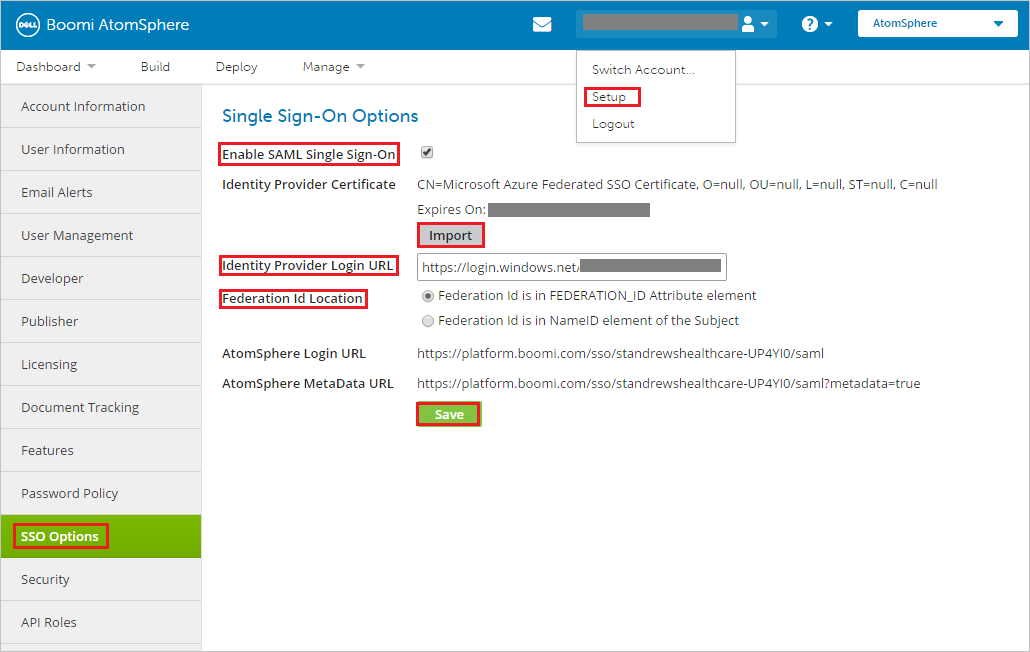 DELL Boomi AtomSphere
AtomSphere
Dashboard Build Deploy Manage
Switch Account...
Setup
Logout
Account Information
User Information
Email Alerts
User Management
Developer
Publisher
Licensing
Document Tracking
Features
Password Policy
SSO Options
Security
API Roles
Single Sign-On Options
Enable SAML Single Sign-On
Identity Provider Certificate CN=Microsoft Azure Federated SSO Certificate, O=null, OU=null, L=null, ST=null, C=null
Expires On:
Import
Identity Provider Login URL https://login.windows.net/
Federation Id Location Federation Id is in FEDERATION_ID Attribute element
Federation Id is in NameID element of the Subject
AtomSphere Login URL https://platform.boomi.com/sso/standrewshealthcare-UP4YI0/saml
AtomSphere MetaData URL https://platform.boomi.com/sso/standrewshealthcare-UP4YI0/saml?metadata=true
Save